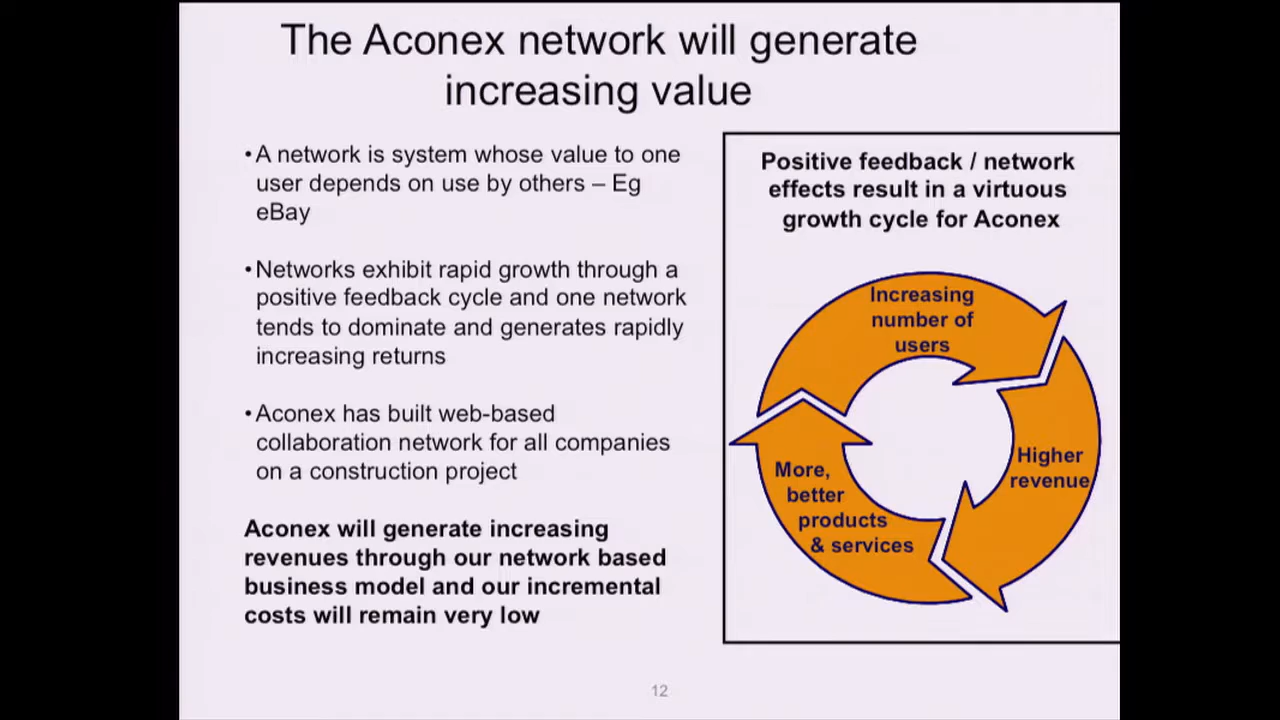 The Aconex network will generate
increasing value
•A network is system whose value to one
user depends on use by others – Eg
eBay
•Networks exhibit rapid growth through a
positive feedback cycle and one network
tends to dominate and generates rapidly
increasing returns
•Aconex has built web-based
collaboration network for all companies
on a construction project
Aconex will generate increasing
revenues through our network based
business model and our incremental
costs will remain very low
Positive feedback / network
effects result in a virtuous
growth cycle for Aconex
Increasing
number of
users
Higher
revenue
More,
better
products
& services
12